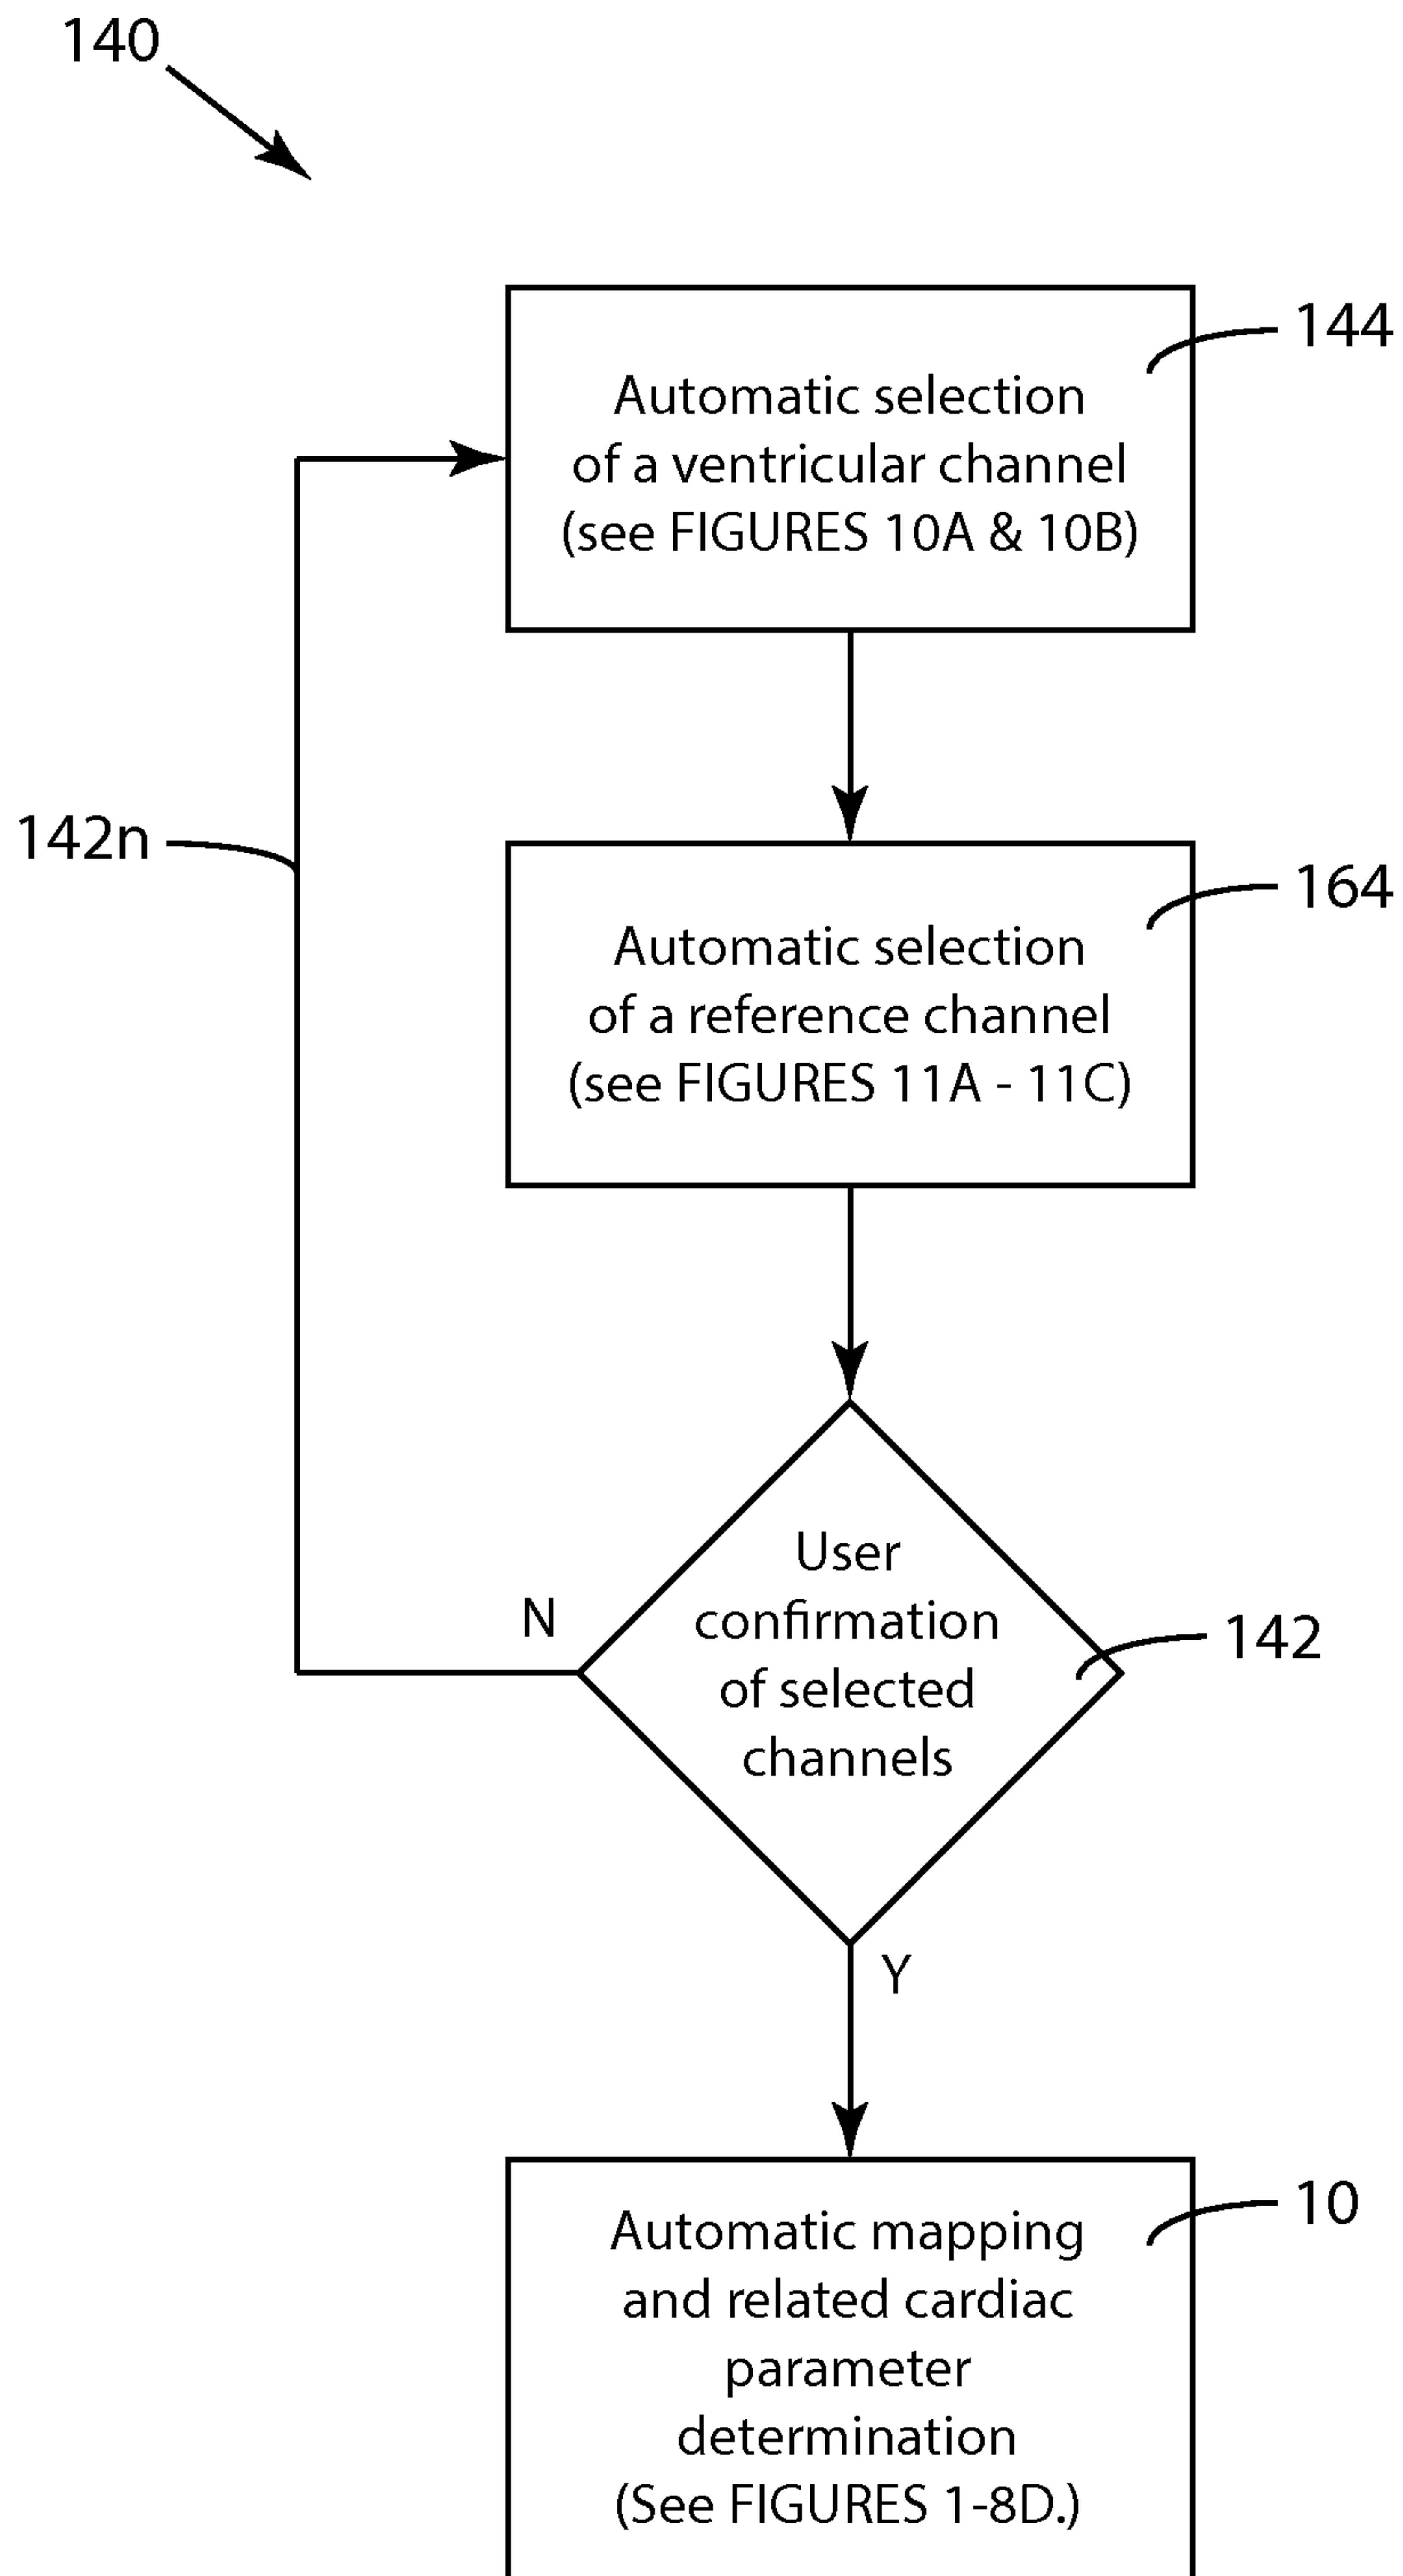 140
144
Automatic selection
of a ventricular channel
(see FIGURES 10A & 10B)
142n
164
Automatic selection
of a reference channel
(see FIGURES 11A - 11C)
User
confirmation
of selected
channels
N
142
Y
10
Automatic mapping
and related cardiac
parameter
determination
(See FIGURES 1-8D.)